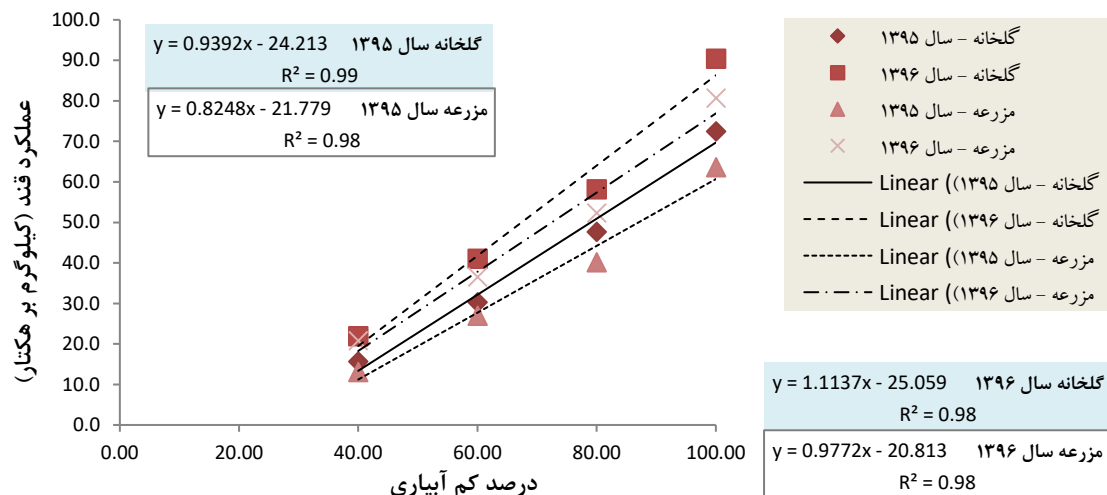 عملکرد قند (کیلوگرم بر هکتار)
100.0
90.0
80.0
70.0
60.0
50.0
40.0
30.0
20.0
10.0
0.0
0.00 20.00 40.00 60.00 80.00 100.00
درصد کم آبیاری
y = 0.9392x - 24.213 گلخانه سال ۱۳۹۵
R² = 0.99
y = 0.8248x - 21.779 مزرعه سال ۱۳۹۵
R² = 0.98
گلخانه – سال ۱۳۹۵
گلخانه – سال ۱۳۹۶
مزرعه – سال ۱۳۹۵
مزرعه – سال ۱۳۹۶
Linear (گلخانه – سال ۱۳۹۵)
Linear (گلخانه – سال ۱۳۹۶)
Linear (مزرعه – سال ۱۳۹۵)
Linear (مزرعه – سال ۱۳۹۶)
y = 1.1137x - 25.059 گلخانه سال ۱۳۹۶
R² = 0.98
y = 0.9772x - 20.813 مزرعه سال ۱۳۹۶
R² = 0.98